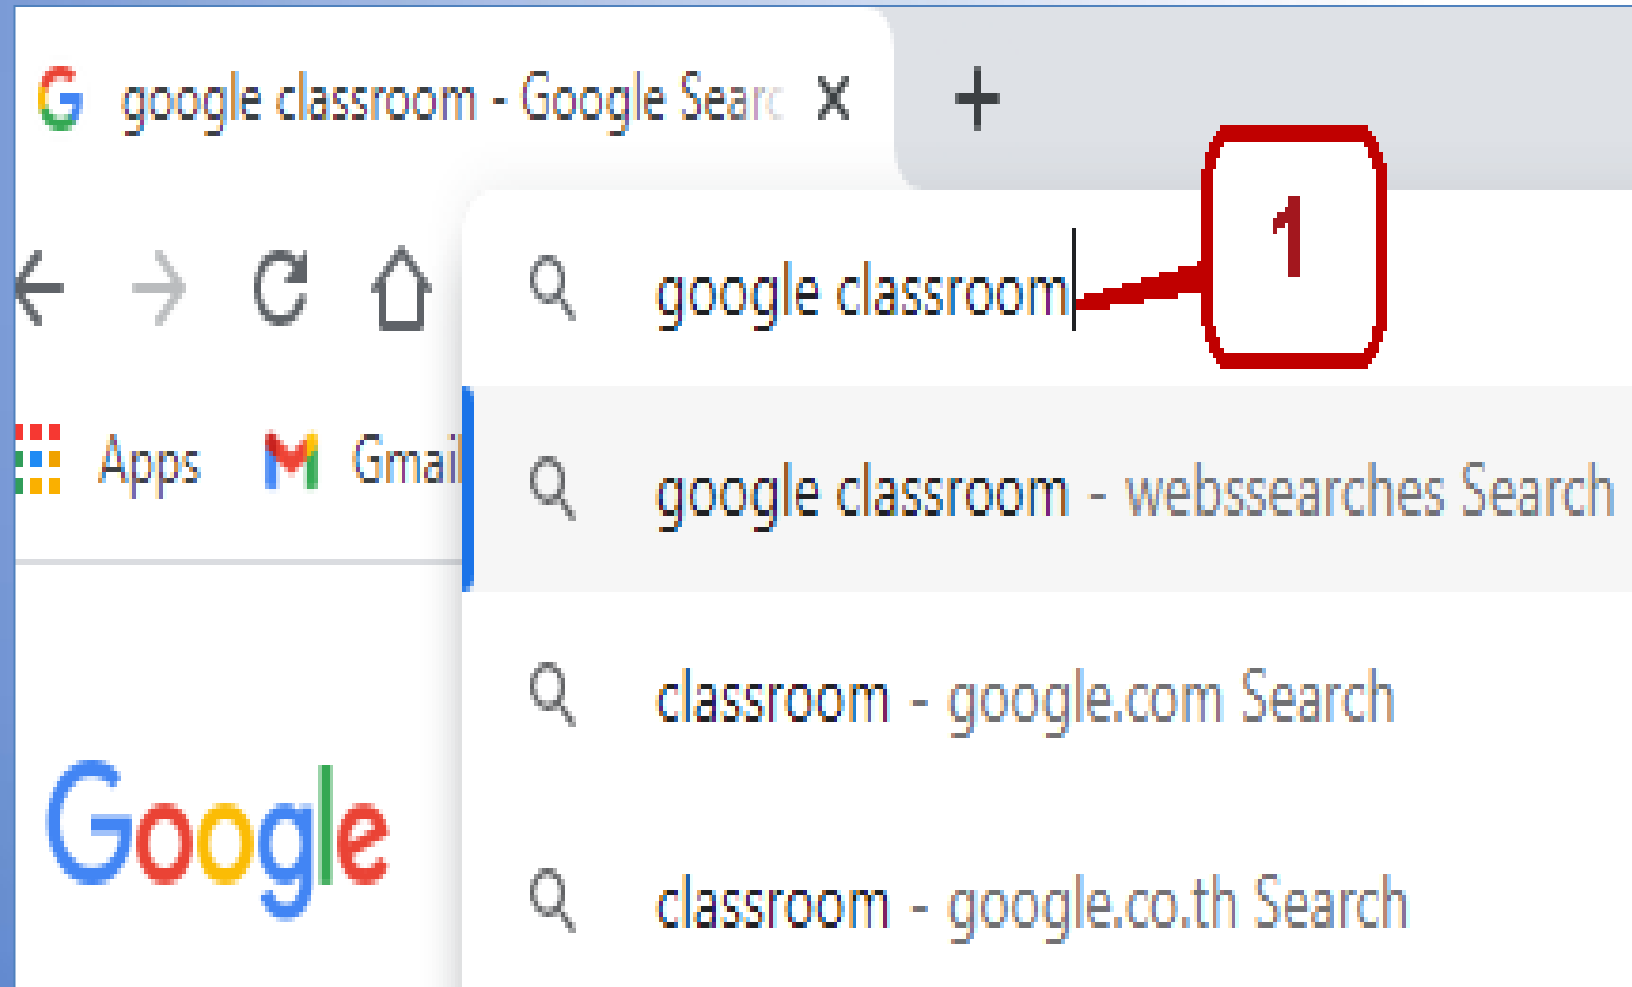 google classroom - Google Searc
1
google classroom
Apps Gmail
google classroom - webssearches Search
classroom - google.com Search
Google
classroom - google.co.th Search